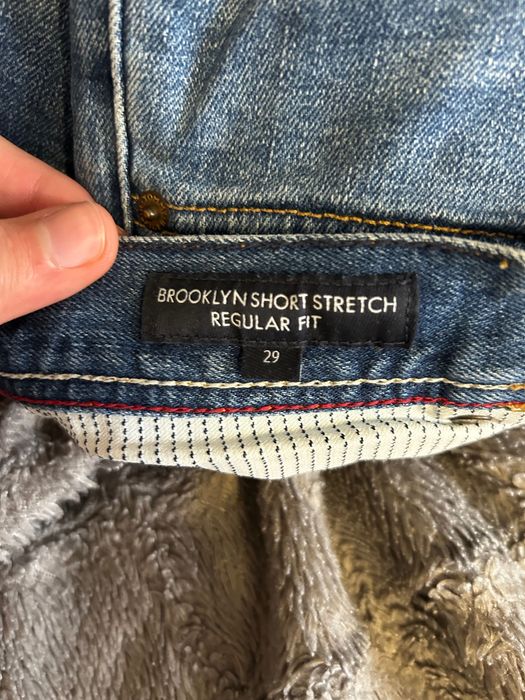 BROOKLYN SHORT STRETCH
REGULAR FIT
29